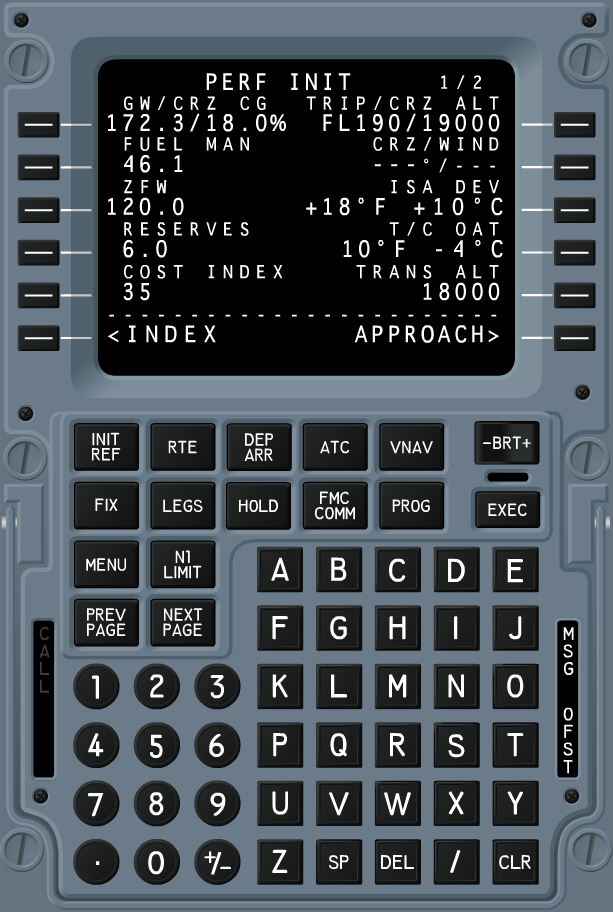 PERF INIT 1/2
GW/CRZ CG TRIP/CRZ ALT
172.3/18.0% FL190/19000
FUEL MAN CRZ/WIND
46.1 ---°/---
ZFW ISA DEV
120.0 +18°F +10°C
RESERVES T/C OAT
6.0 10°F -4°C
COST INDEX TRANS ALT
35 18000
------------------------
<INDEX APPROACH>
INIT REF RTE DEP ARR ATC VNAV -BRT+
FIX LEGS HOLD FMC COMM PROG EXEC
MENU N1 LIMIT A B C D E
PREV PAGE NEXT PAGE F G H I J
CALL
MSG OFST
1 2 3 K L M N O
4 5 6 P Q R S T
7 8 9 U V W X Y
. 0 +/- Z SP DEL / CLR